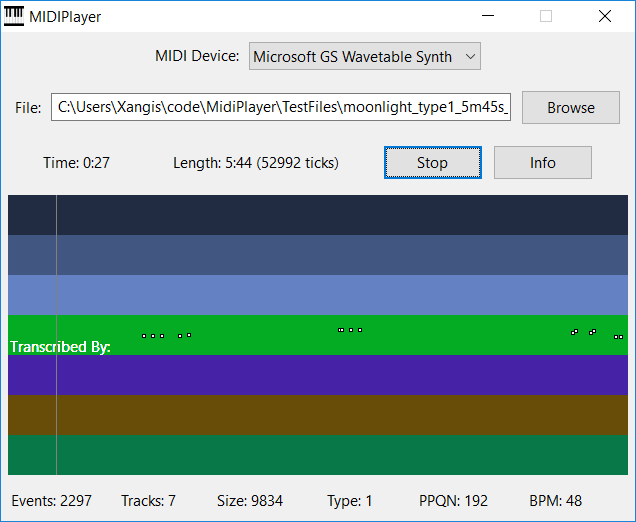 MIDIPlayer
MIDI Device: Microsoft GS Wavetable Synth
File: C:\Users\Xangis\code\MidiPlayer\TestFiles\moonlight_type1_5m45s_ Browse
Time: 0:27 Length: 5:44 (52992 ticks) Stop Info
Transcribed By:
Events: 2297 Tracks: 7 Size: 9834 Type: 1 PPQN: 192 BPM: 48